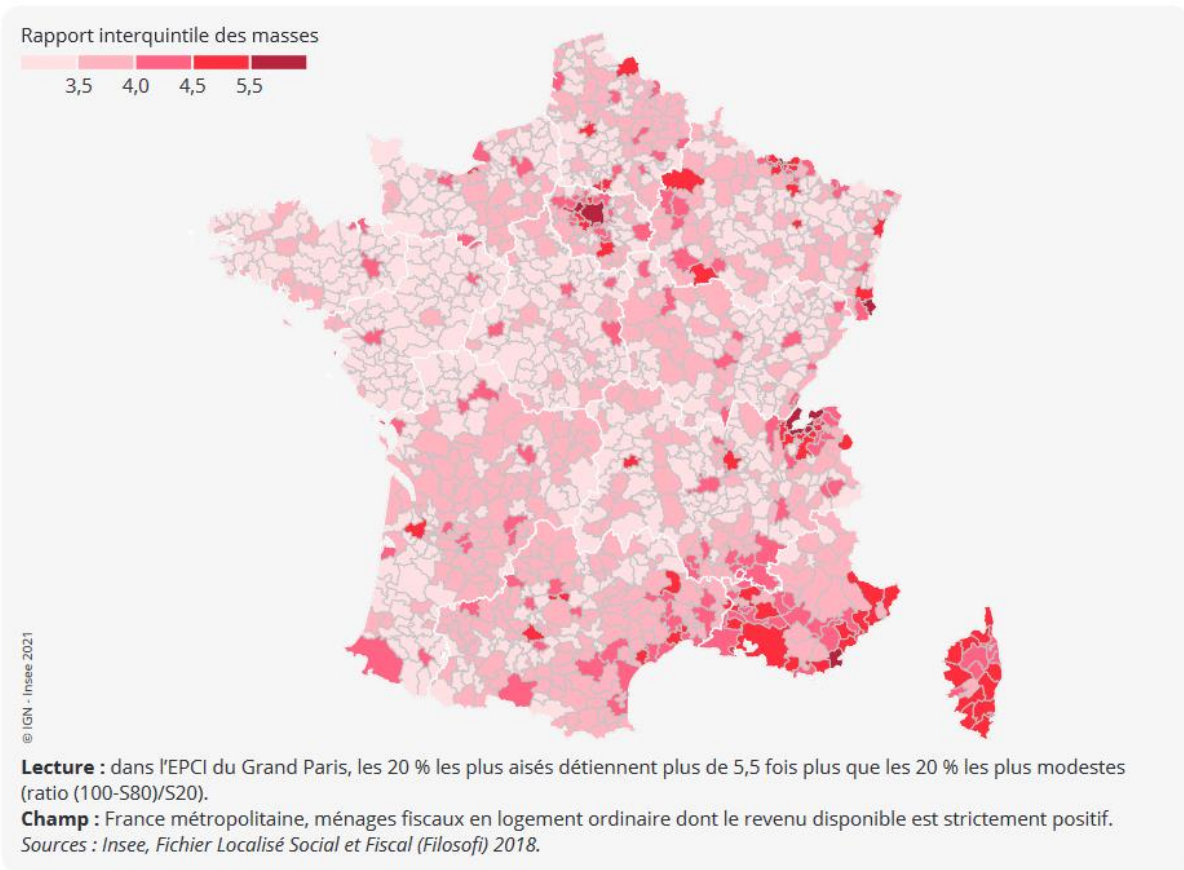 Rapport interquintile des masses
3,5 4,0 4,5 5,5
© IGN - Insee 2021
Lecture : dans l'EPCI du Grand Paris, les 20 % les plus aisés détiennent plus de 5,5 fois plus que les 20 % les plus modestes
(ratio (100-S80)/S20).
Champ : France métropolitaine, ménages fiscaux en logement ordinaire dont le revenu disponible est strictement positif.
Sources : Insee, Fichier Localisé Social et Fiscal (Filosofi) 2018.